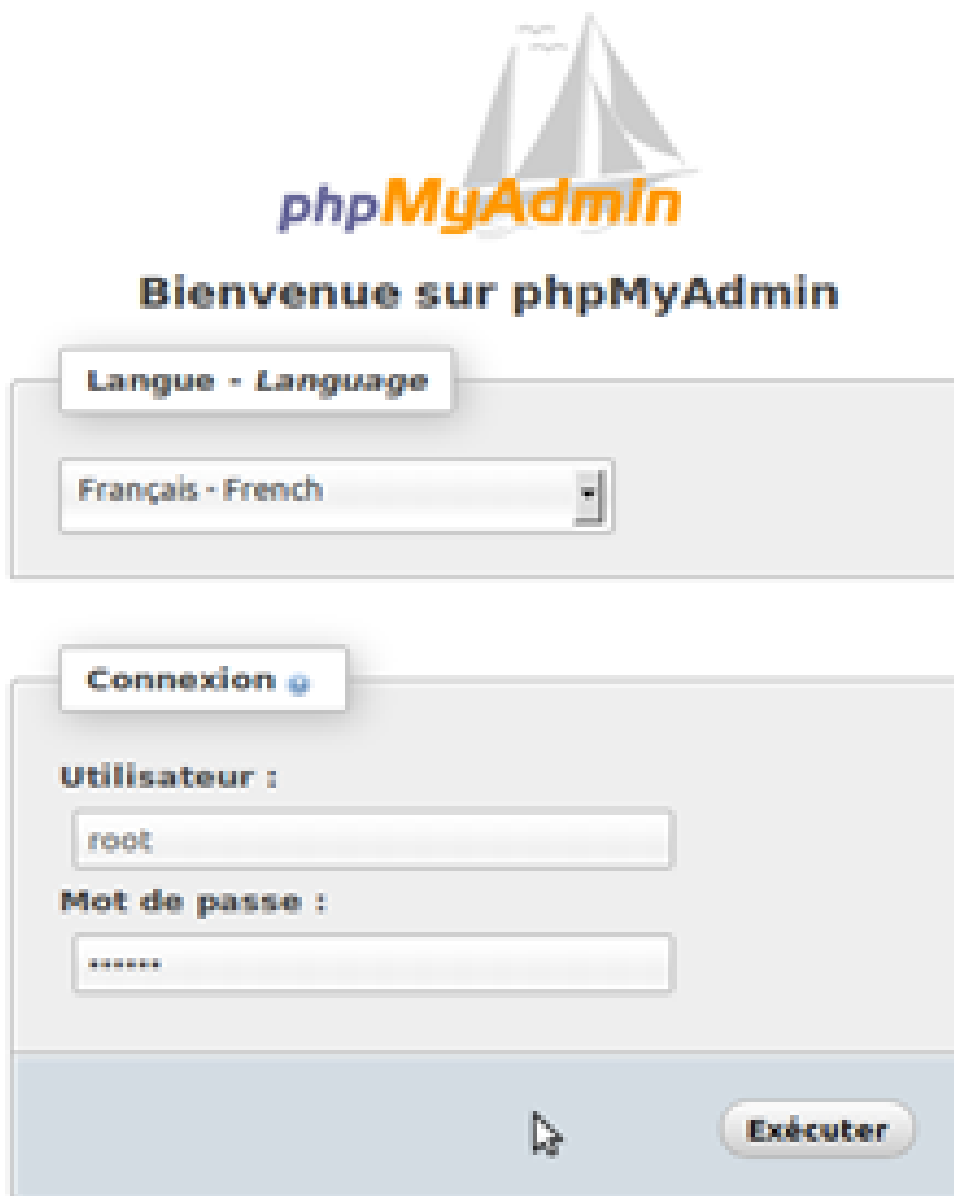 phpMyAdmin
Bienvenue sur phpMyAdmin
Langue - Language
Français - French
Connexion
Utilisateur :
root
Mot de passe :
••••••
Exécuter